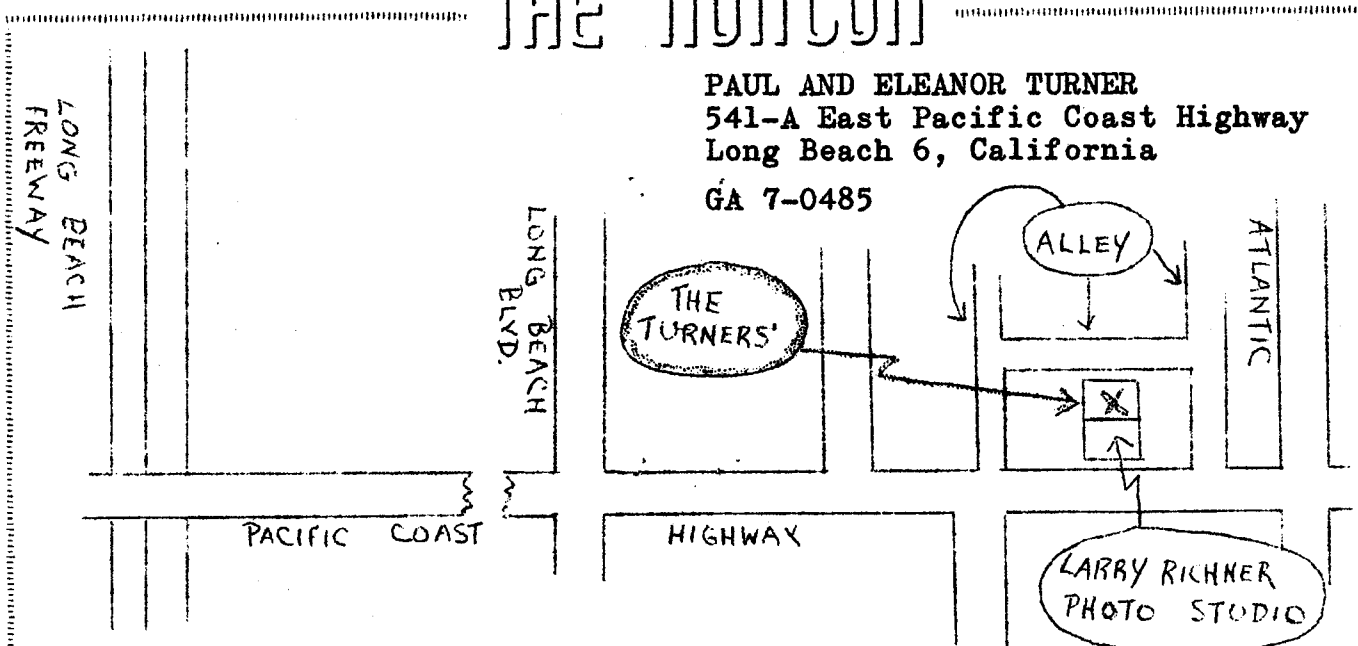 THE
PAUL AND ELEANOR TURNER
541-A East Pacific Coast Highway
Long Beach 6, California
GA 7-0485
LONG BEACH
FREEWAY
LONG BEACH
BLVD.
THE
TURNERS'
ALLEY
ATLANTIC
PACIFIC COAST HIGHWAY
LARRY RICHNER
PHOTO STUDIO